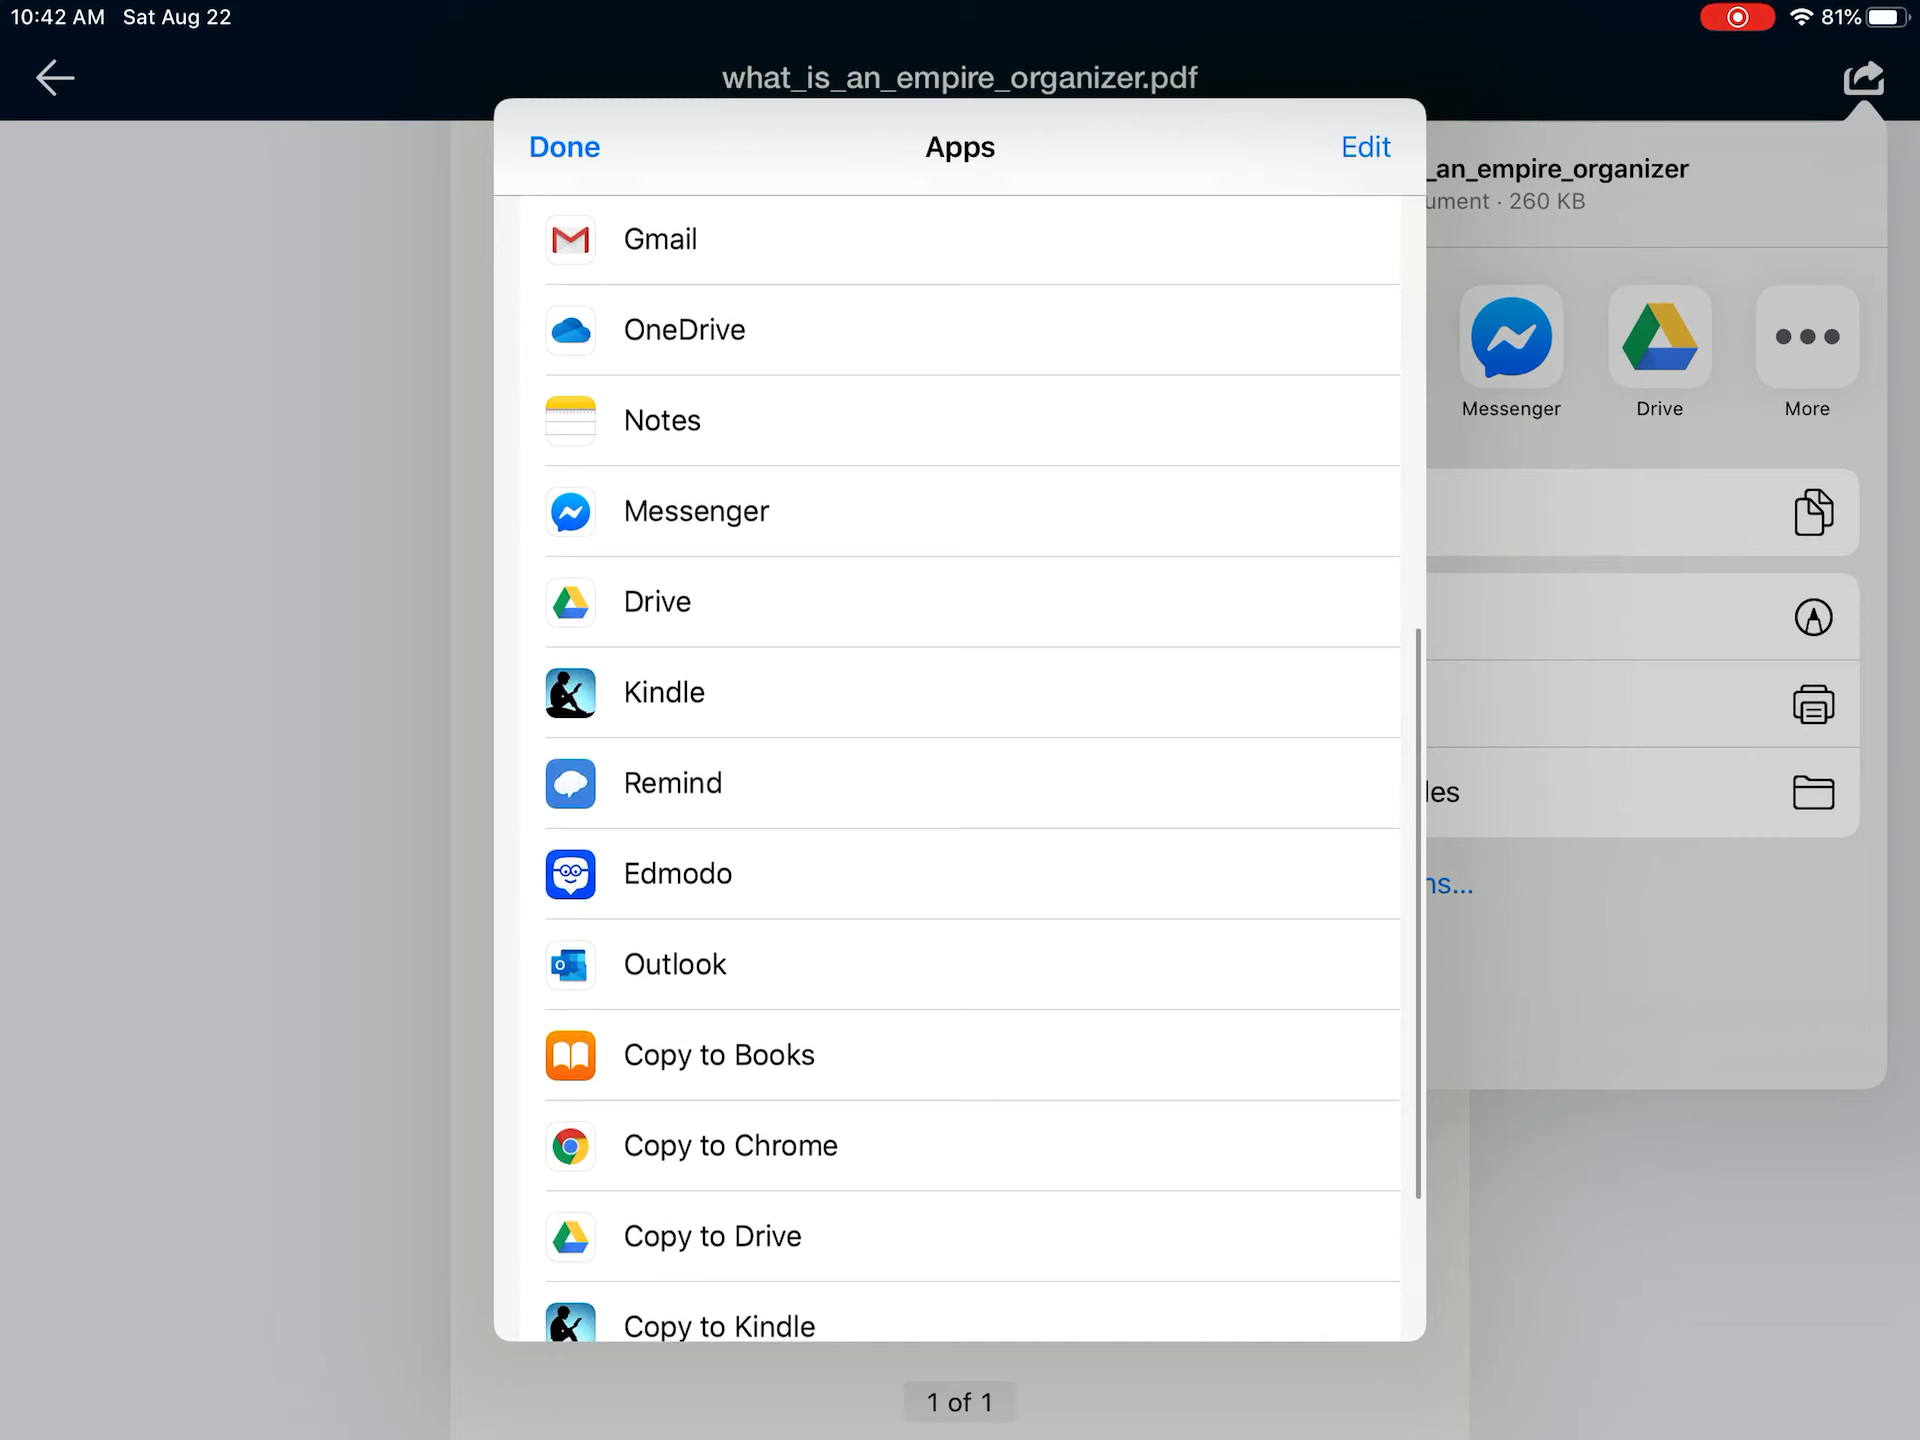 10:42 AM Sat Aug 22
81%
what_is_an_empire_organizer.pdf
Done
Apps
Edit
_an_empire_organizer
ument · 260 KB
Gmail
OneDrive
Notes
Messenger
Drive
Kindle
Remind
Edmodo
Outlook
Copy to Books
Copy to Chrome
Copy to Drive
Copy to Kindle
Messenger
Drive
More
les
ns...
1 of 1